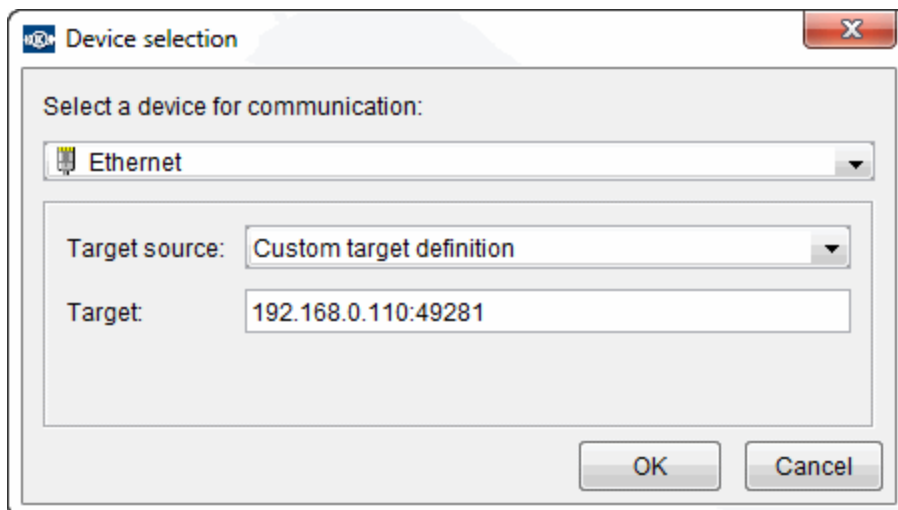 Device selection
Select a device for communication:
Ethernet
Target source: Custom target definition
Target: 192.168.0.110:49281
OK Cancel